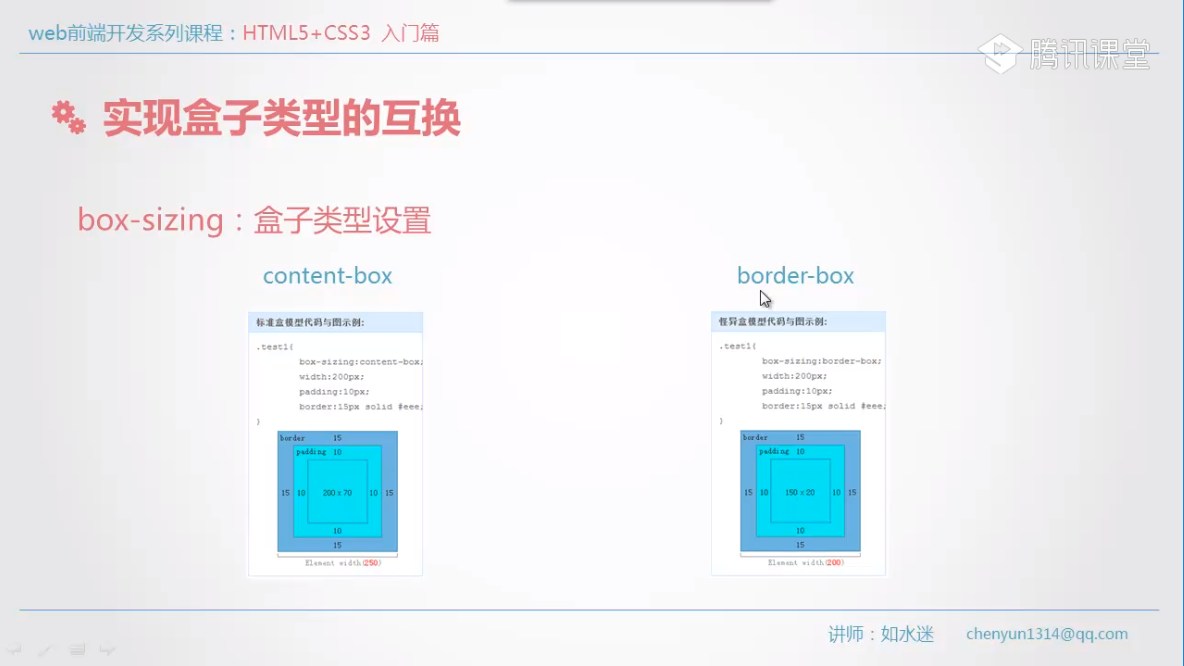 web前端开发系列课程：HTML5+CSS3 入门篇
腾讯课堂
实现盒子类型的互换
box-sizing：盒子类型设置
content-box
标准盒模型代码与图示例:
.test1{
box-sizing:content-box;
width:200px;
padding:10px;
border:15px solid #eee;
}
border 15
padding 10
15 10 200 x 70 10 15
10
15
Element width(250)
border-box
怪异盒模型代码与图示例:
.test1{
box-sizing:border-box;
width:200px;
padding:10px;
border:15px solid #eee;
}
border 15
padding 10
15 10 150 x 20 10 15
10
15
Element width(200)
讲师：如水迷 chenyun1314@qq.com